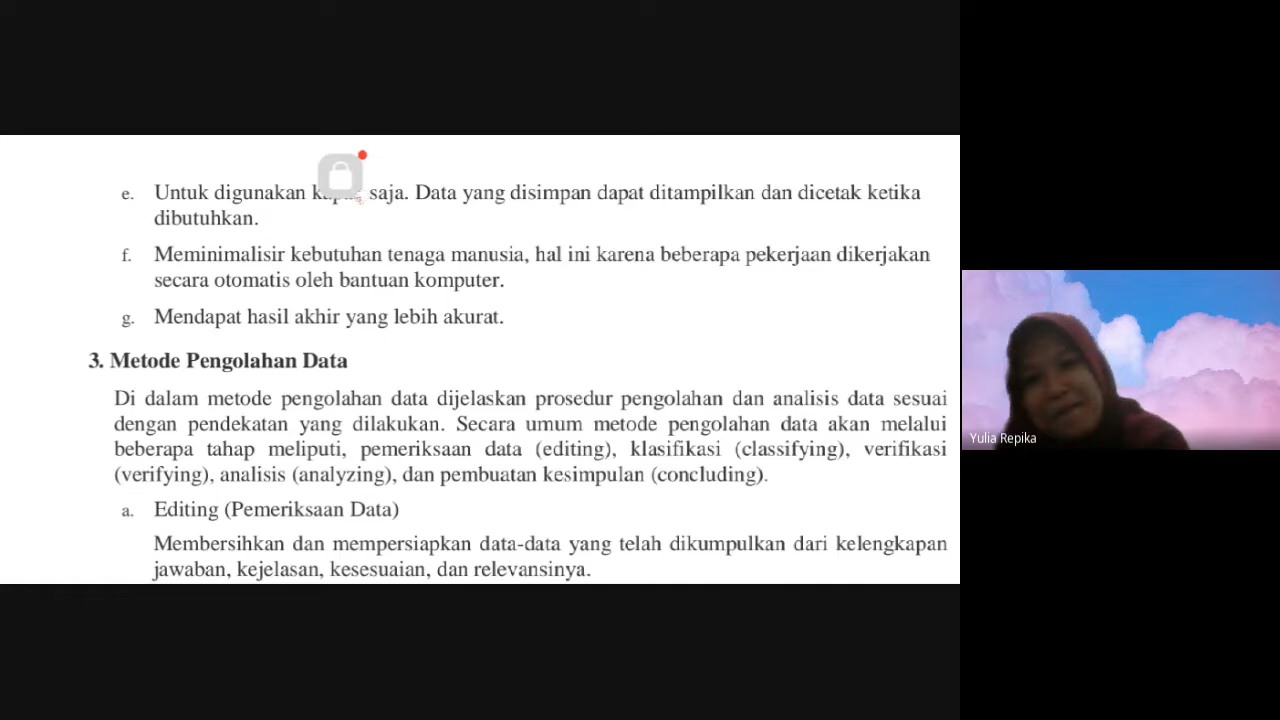 e. Untuk digunakan saja. Data yang disimpan dapat ditampilkan dan dicetak ketika
dibutuhkan.
f. Meminimalisir kebutuhan tenaga manusia, hal ini karena beberapa pekerjaan dikerjakan
secara otomatis oleh bantuan komputer.
g. Mendapat hasil akhir yang lebih akurat.
3. Metode Pengolahan Data
Di dalam metode pengolahan data dijelaskan prosedur pengolahan dan analisis data sesuai
dengan pendekatan yang dilakukan. Secara umum metode pengolahan data akan melalui
beberapa tahap meliputi, pemeriksaan data (editing), klasifikasi (classifying), verifikasi
(verifying), analisis (analyzing), dan pembuatan kesimpulan (concluding).
a. Editing (Pemeriksaan Data)
Membersihkan dan mempersiapkan data-data yang telah dikumpulkan dari kelengkapan
jawaban, kejelasan, kesesuaian, dan relevansinya.
Yulia Repika